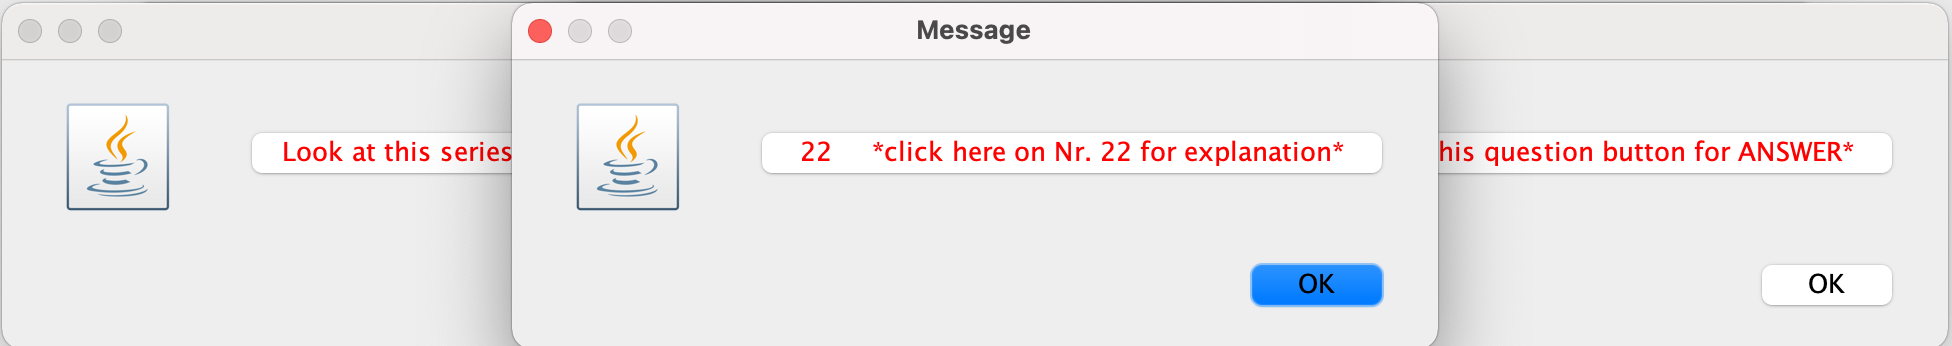 Message
Look at this series
22 *click here on Nr. 22 for explanation*
his question button for ANSWER*
OK
OK